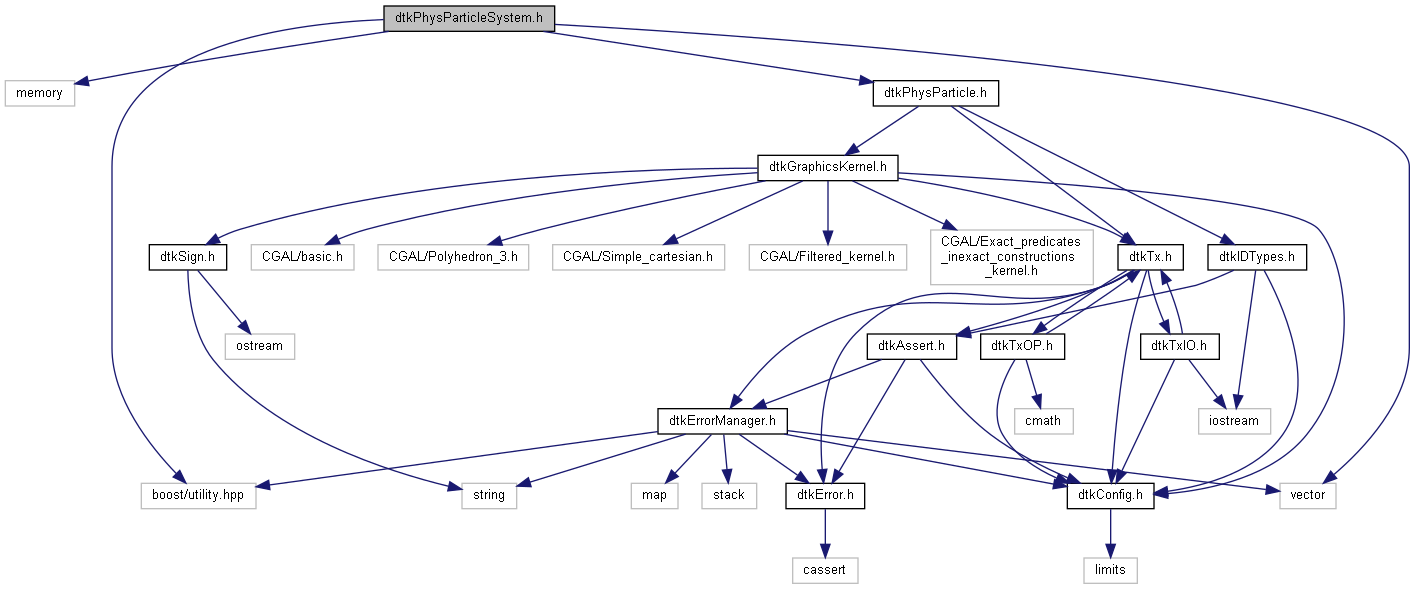 dtkPhysParticleSystem.h
memory
dtkPhysParticle.h
dtkGraphicsKernel.h
dtkSign.h
CGAL/basic.h
CGAL/Polyhedron_3.h
CGAL/Simple_cartesian.h
CGAL/Filtered_kernel.h
CGAL/Exact_predicates
_inexact_constructions
_kernel.h
dtkTx.h
dtkIDTypes.h
ostream
dtkAssert.h
dtkTxOP.h
dtkTxIO.h
dtkErrorManager.h
cmath
iostream
boost/utility.hpp
string
map
stack
dtkError.h
dtkConfig.h
vector
cassert
limits